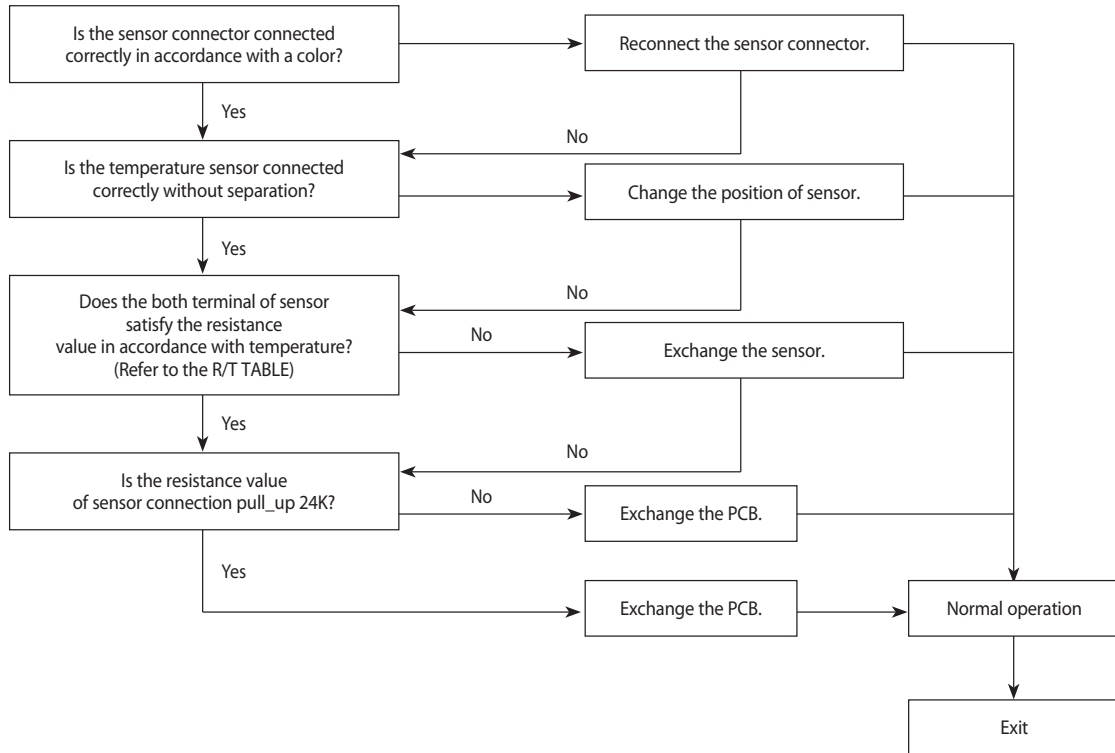 Is the sensor connector connected
correctly in accordance with a color?
Reconnect the sensor connector.
Yes
No
Is the temperature sensor connected
correctly without separation?
Change the position of sensor.
Yes
No
Does the both terminal of sensor
satisfy the resistance
value in accordance with temperature?
(Refer to the R/T TABLE)
No
Exchange the sensor.
Yes
No
Is the resistance value
of sensor connection pull_up 24K?
No
Exchange the PCB.
Yes
Exchange the PCB.
Normal operation
Exit